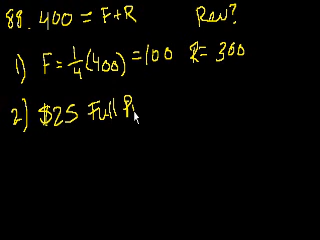 88. 400 = F+R Rev?
1) F = 1/4 (400) = 100 R = 300
2) $25 Full P